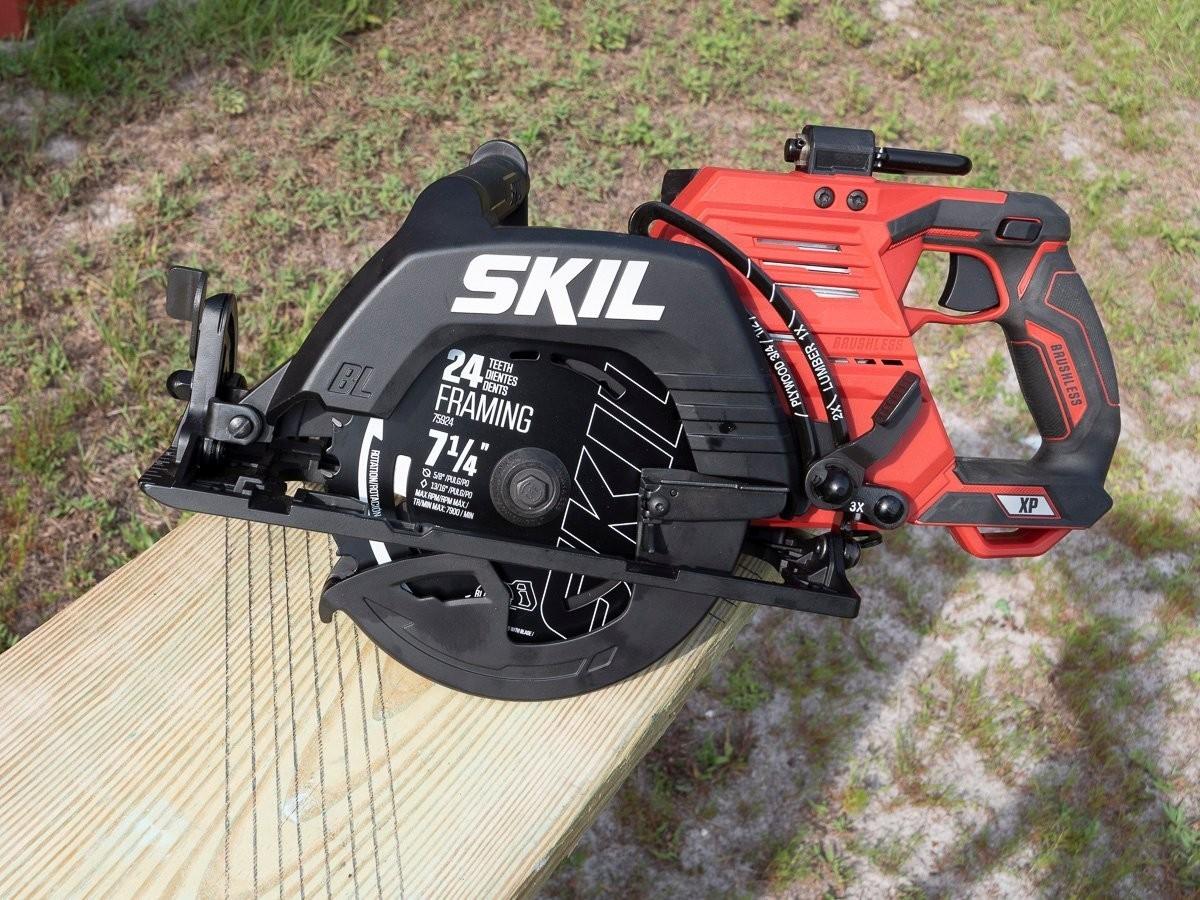 SKIL
BL
24 TEETH
DIENTES
DENTS
FRAMING
75924
7 1/4"
5/8" /PULG/PO
13/16" /PULG/PO
MAX RPM/RPM MÁX./
TR/MIN MAX: 7900 / MIN
ROTATION/ROTACIÓN
SKIL
PLYWOOD 3/4 / 1/2 /
2X LUMBER 1X
3X
BRUSHLESS
BRUSHLESS
XP